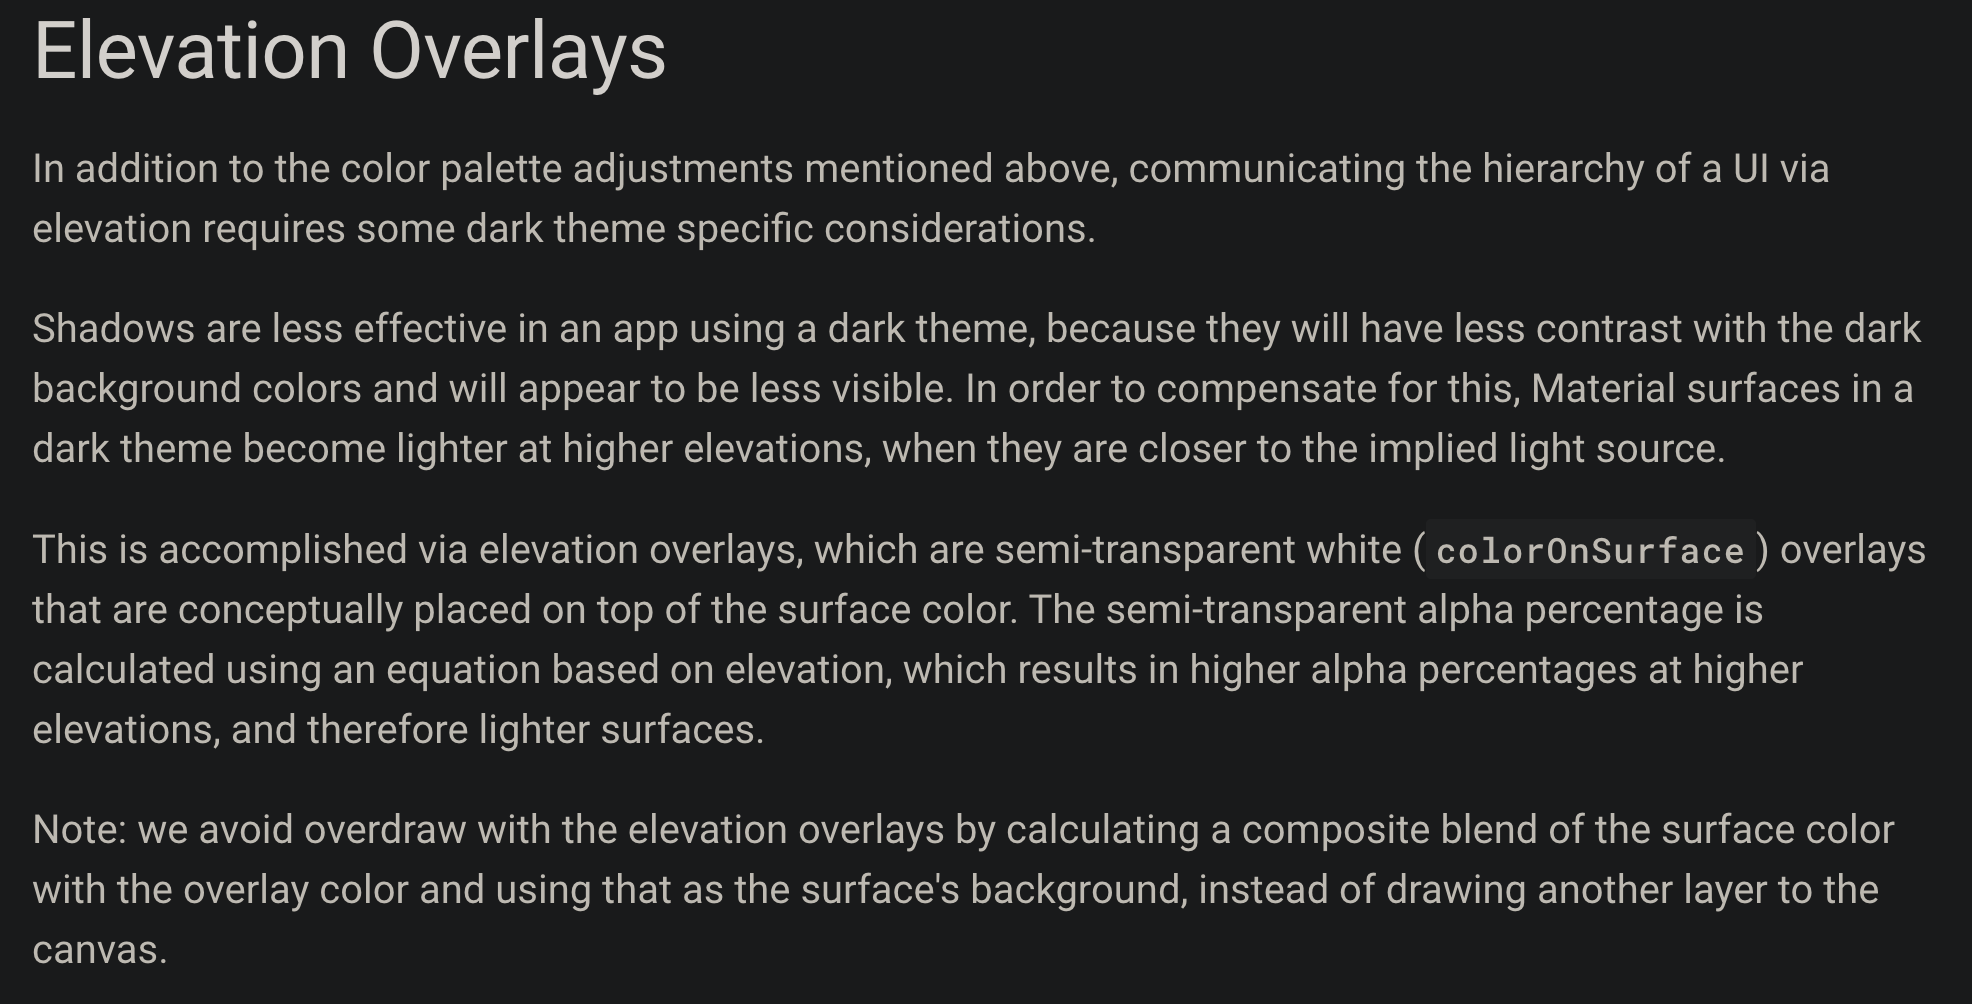 Elevation Overlays
In addition to the color palette adjustments mentioned above, communicating the hierarchy of a UI via
elevation requires some dark theme specific considerations.
Shadows are less effective in an app using a dark theme, because they will have less contrast with the dark
background colors and will appear to be less visible. In order to compensate for this, Material surfaces in a
dark theme become lighter at higher elevations, when they are closer to the implied light source.
This is accomplished via elevation overlays, which are semi-transparent white (colorOnSurface) overlays
that are conceptually placed on top of the surface color. The semi-transparent alpha percentage is
calculated using an equation based on elevation, which results in higher alpha percentages at higher
elevations, and therefore lighter surfaces.
Note: we avoid overdraw with the elevation overlays by calculating a composite blend of the surface color
with the overlay color and using that as the surface's background, instead of drawing another layer to the
canvas.